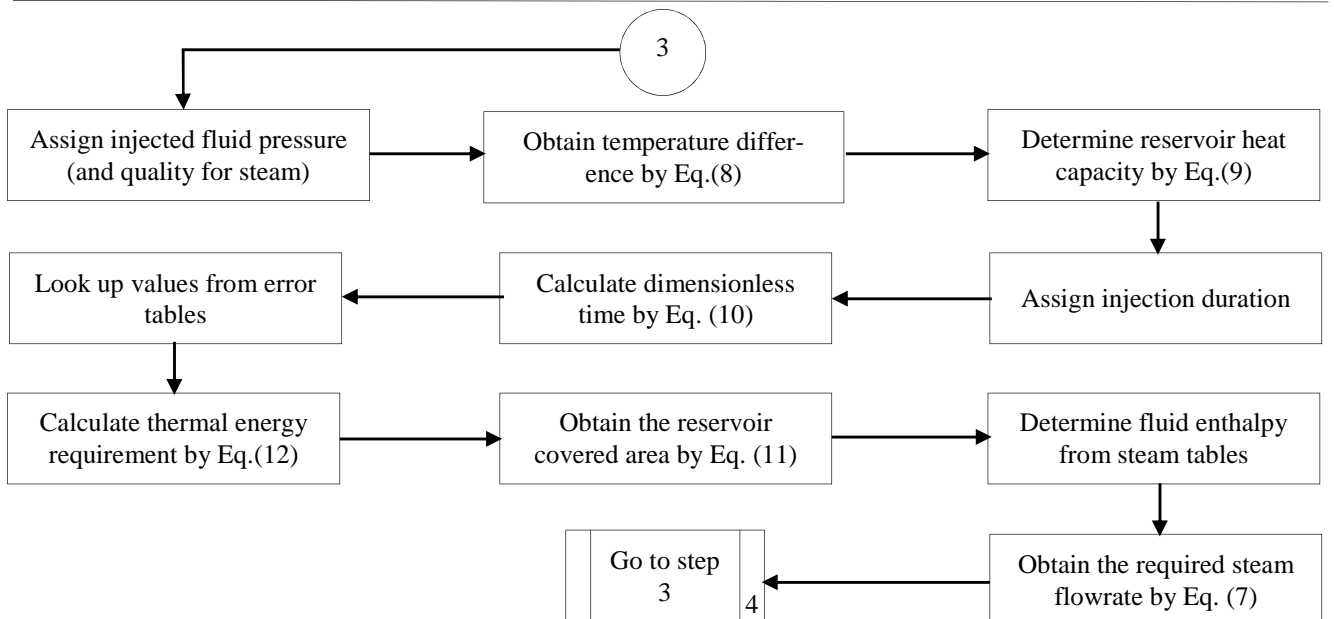 3
Assign injected fluid pressure
(and quality for steam)
Obtain temperature differ-
ence by Eq.(8)
Determine reservoir heat
capacity by Eq.(9)
Assign injection duration
Calculate dimensionless
time by Eq. (10)
Look up values from error
tables
Calculate thermal energy
requirement by Eq.(12)
Obtain the reservoir
covered area by Eq. (11)
Determine fluid enthalpy
from steam tables
Obtain the required steam
flowrate by Eq. (7)
Go to step
3
4